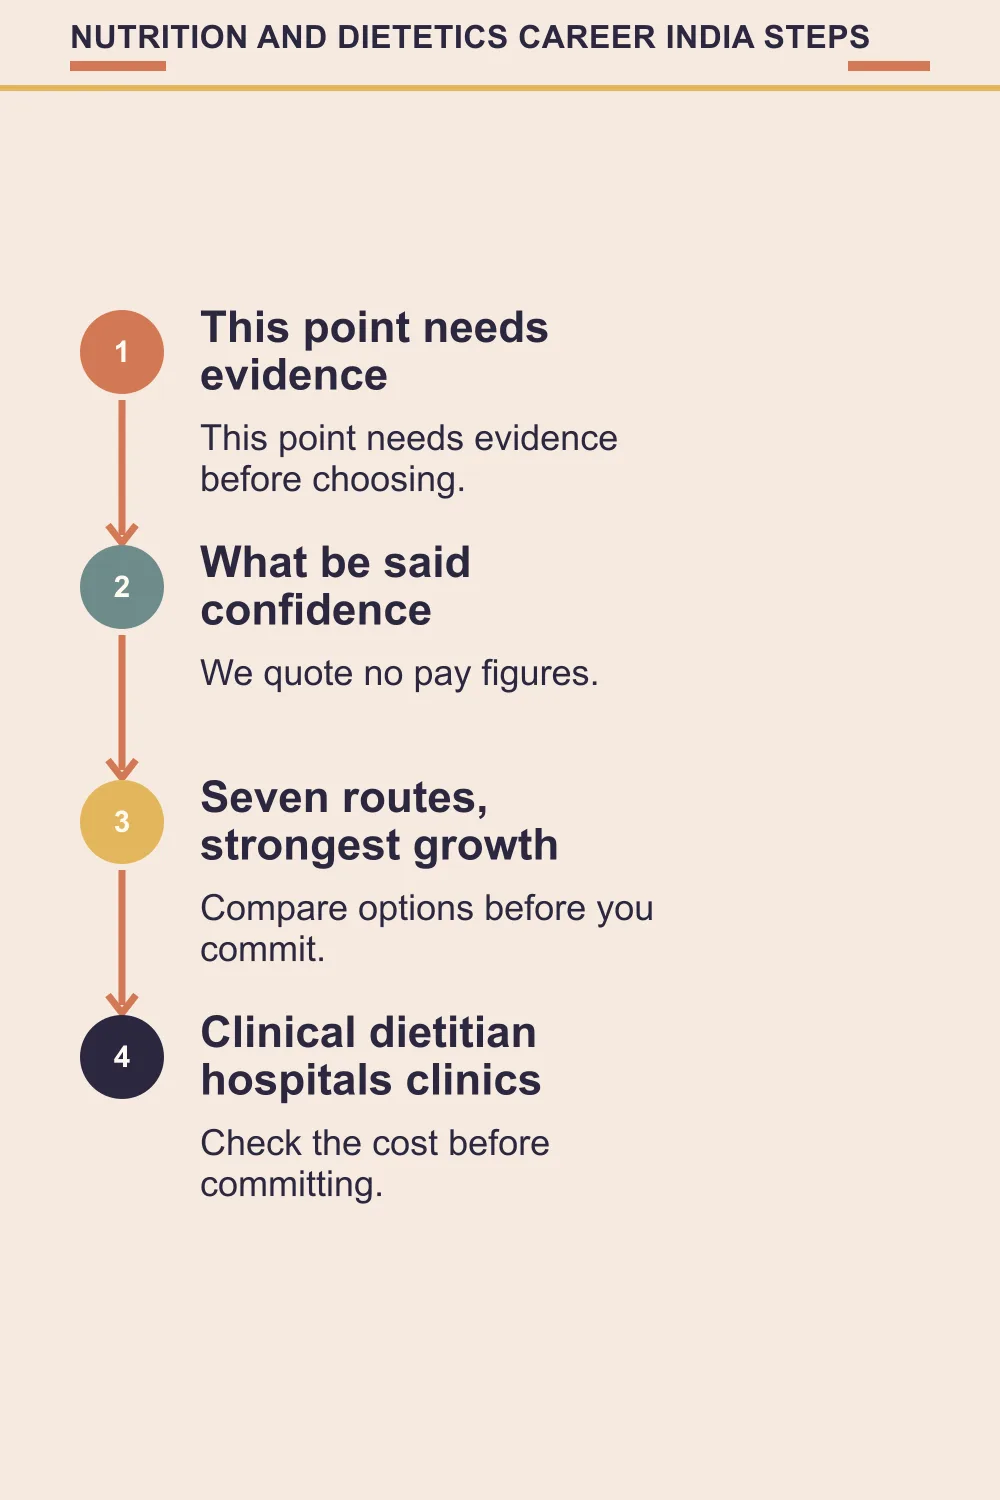 NUTRITION AND DIETETICS CAREER INDIA STEPS
1
This point needs
evidence
This point needs evidence
before choosing.
2
What be said
confidence
We quote no pay figures.
3
Seven routes,
strongest growth
Compare options before you
commit.
4
Clinical dietitian
hospitals clinics
Check the cost before
committing.